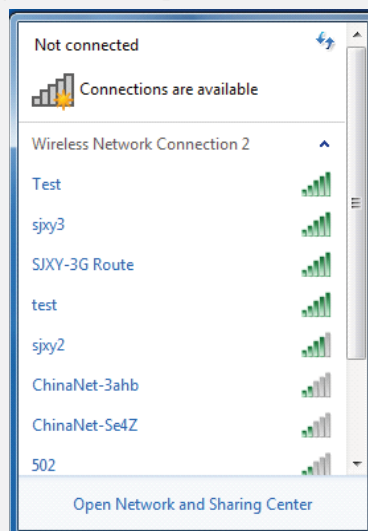 Not connected
Connections are available
Wireless Network Connection 2
Test
sjxy3
SJXY-3G Route
test
sjxy2
ChinaNet-3ahb
ChinaNet-Se4Z
502
Open Network and Sharing Center